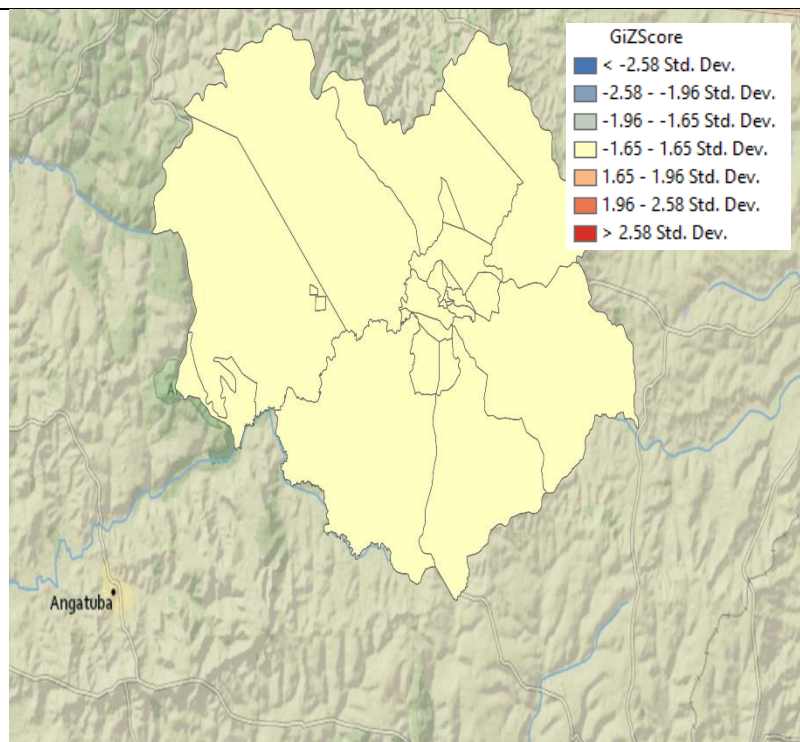 GiZScore
< -2.58 Std. Dev.
-2.58 - -1.96 Std. Dev.
-1.96 - -1.65 Std. Dev.
-1.65 - 1.65 Std. Dev.
1.65 - 1.96 Std. Dev.
1.96 - 2.58 Std. Dev.
> 2.58 Std. Dev.
Angatuba